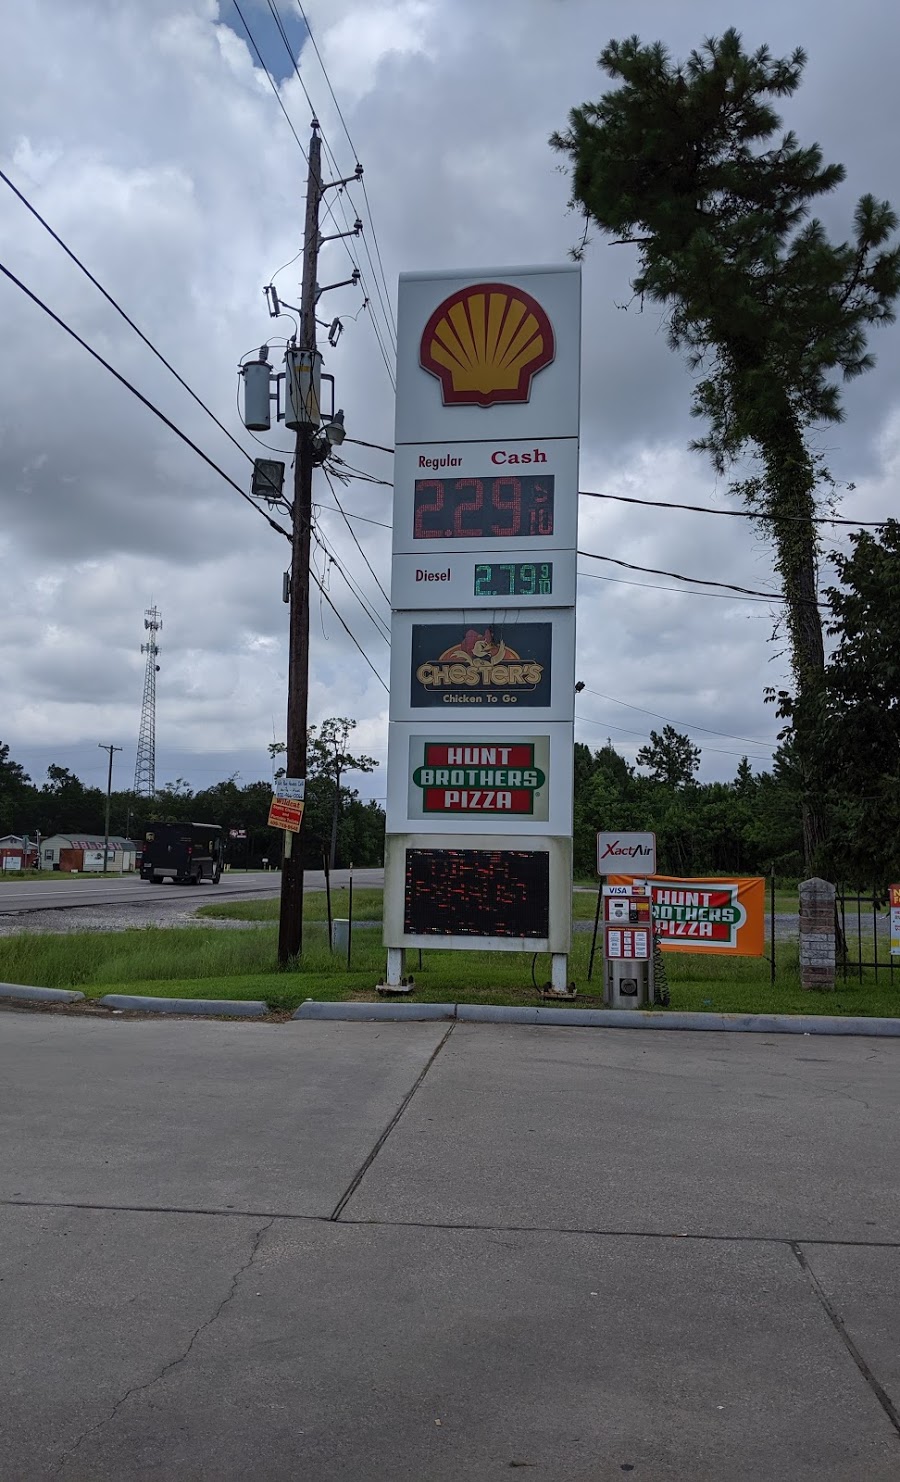 Regular Cash
2.29 9/10
Diesel 2.79 9/10
CHESTER'S
Chicken To Go
HUNT
BROTHERS
PIZZA
XactAir
VISA
HUNT
BROTHERS
PIZZA
Wildcat